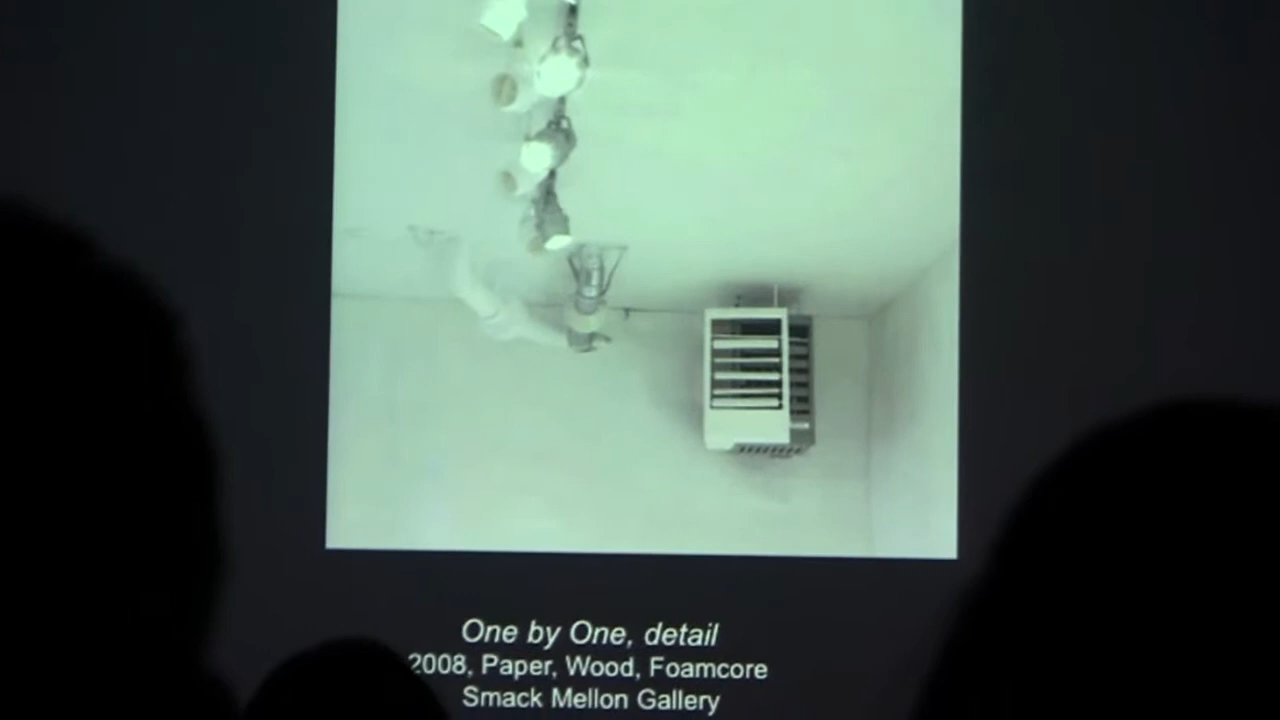 One by One, detail
2008, Paper, Wood, Foamcore
Smack Mellon Gallery